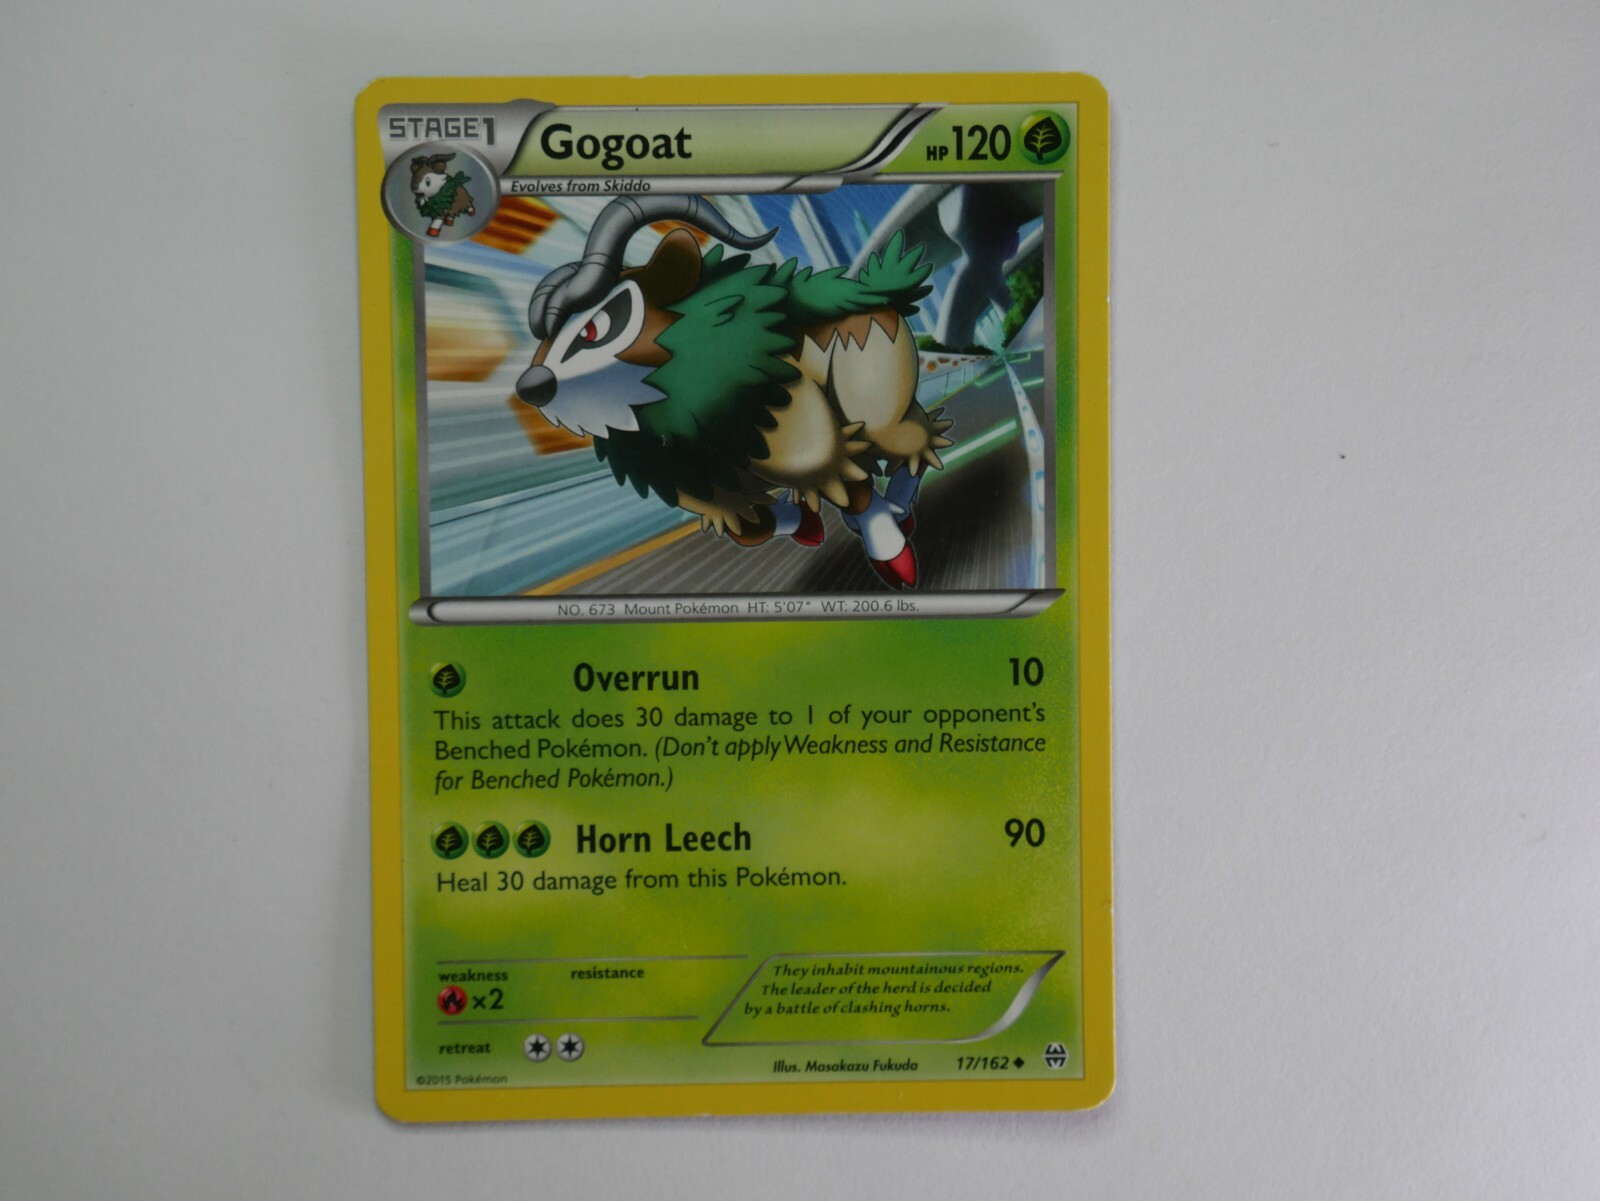 STAGE1
Gogoat
HP 120
Evolves from Skiddo
NO. 673 Mount Pokémon HT: 5'07" WT: 200.6 lbs.
Overrun 10
This attack does 30 damage to 1 of your opponent's
Benched Pokémon. (Don't apply Weakness and Resistance
for Benched Pokémon.)
Horn Leech 90
Heal 30 damage from this Pokémon.
weakness resistance
×2
They inhabit mountainous regions.
The leader of the herd is decided
by a battle of clashing horns.
retreat
Illus. Masakazu Fukuda 17/162
©2015 Pokémon